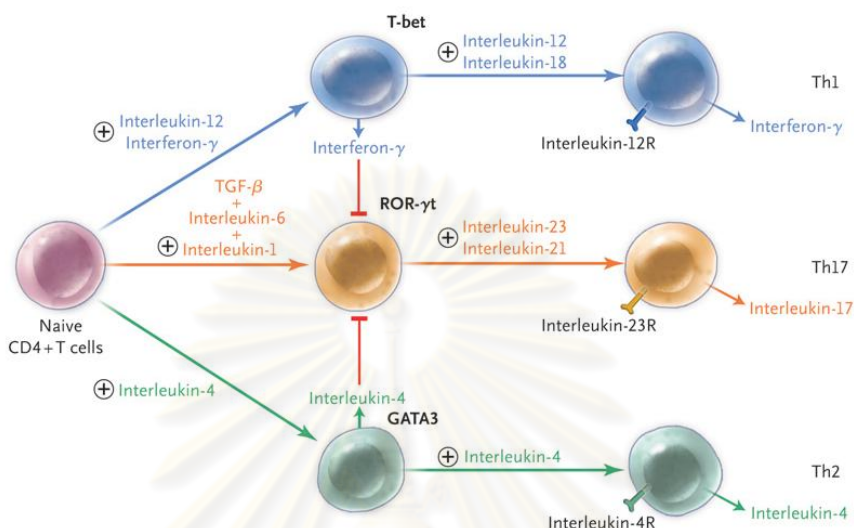 T-bet
+ Interleukin-12
Interleukin-18
Th1
+ Interleukin-12
Interferon-γ
Interferon-γ
Interleukin-12R
Interferon-γ
TGF-β
+
Interleukin-6
+
+ Interleukin-1
ROR-γt
+ Interleukin-23
Interleukin-21
Th17
Naive
CD4+T cells
Interleukin-23R
Interleukin-17
+ Interleukin-4
Interleukin-4
GATA3
+ Interleukin-4
Th2
Interleukin-4R
Interleukin-4